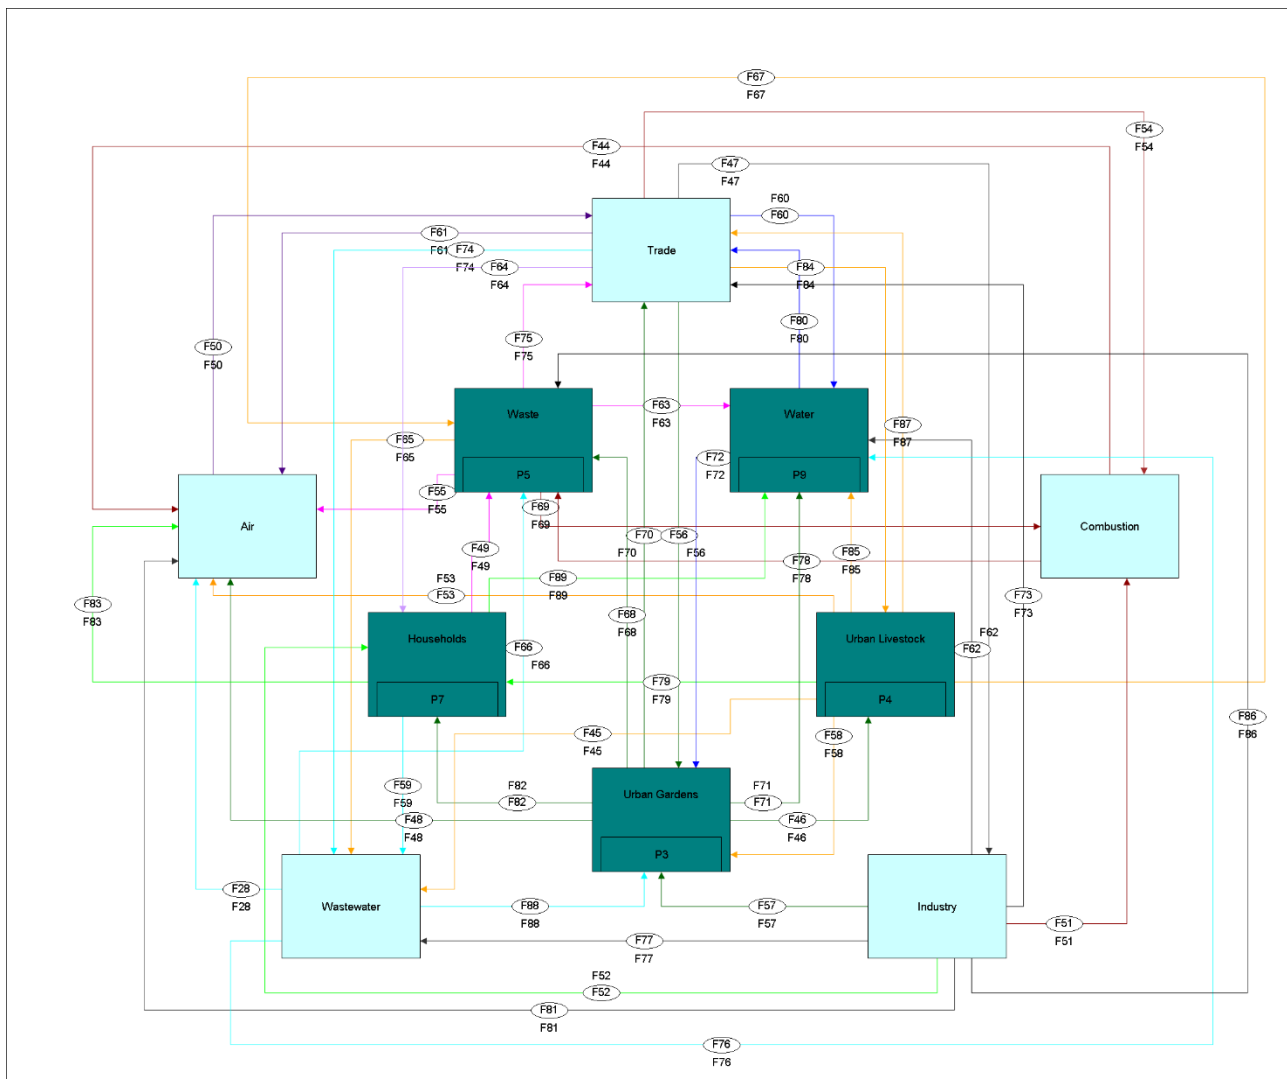 F67
F67
F54
F54
F44
F44
F47
F47
F60
F60
F61
F61
F74
F74
F64
F64
Trade
F84
F84
F50
F50
F75
F75
F80
F80
F63
F63
Waste
Water
F65
F65
F87
F87
F72
F72
P5
P9
F55
F55
F69
F69
Air
Combustion
F70
F70
F56
F56
F49
F49
F85
F85
F78
F78
F89
F89
F53
F53
F83
F83
F73
F73
F68
F68
Households
Urban Livestock
F62
F62
F66
F66
F79
F79
P7
P4
F86
F86
F45
F45
F58
F58
F59
F59
F82
F82
Urban Gardens
F71
F71
F48
F48
F46
F46
P3
F28
F28
Wastewater
F88
F88
F57
F57
Industry
F51
F51
F77
F77
F52
F52
F81
F81
F76
F76